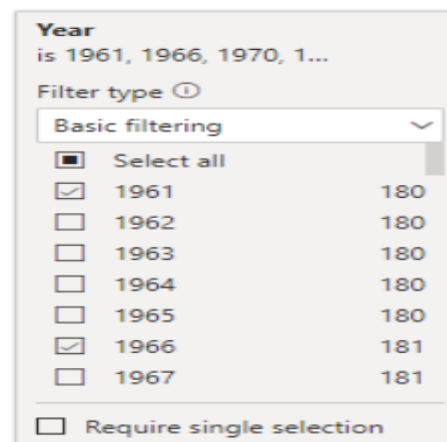 Year
is 1961, 1966, 1970, 1...
Filter type ⓘ
Basic filtering
Select all
1961 180
1962 180
1963 180
1964 180
1965 180
1966 181
1967 181
Require single selection